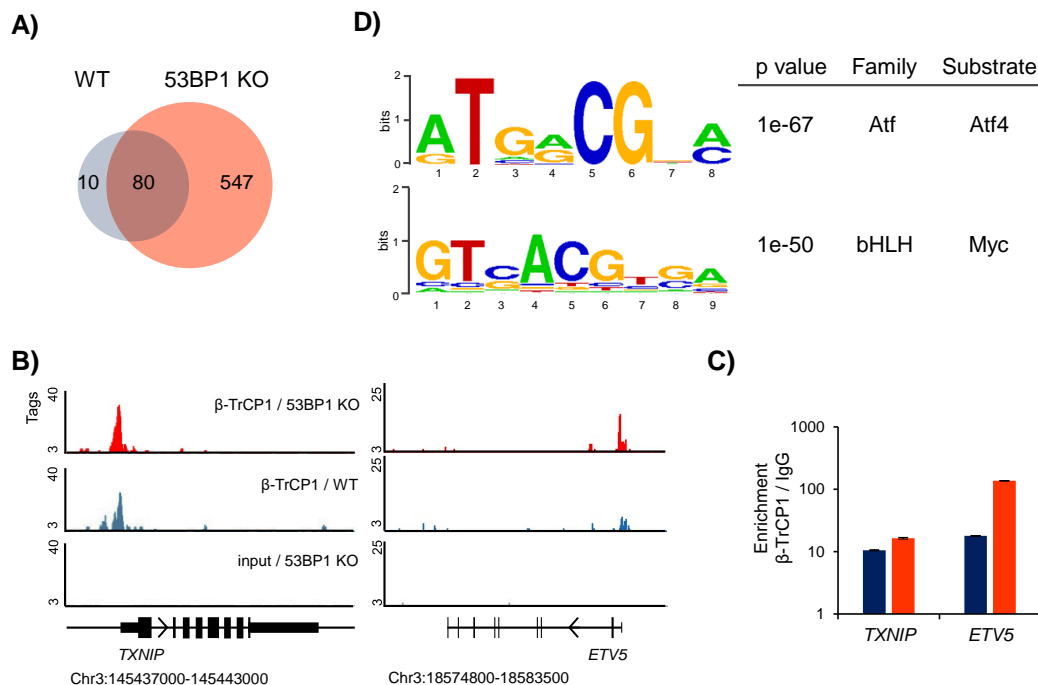 A)
WT 53BP1 KO
10 80 547
D)
2
1
0
bits
1 2 3 4 5 6 7 8
2
1
0
bits
1 2 3 4 5 6 7 8 9
p value Family Substrate
1e-67 Atf Atf4
1e-50 bHLH Myc
B)
Tags
40
3
β-TrCP1 / 53BP1 KO
25
3
40
3
β-TrCP1 / WT
25
3
40
3
input / 53BP1 KO
25
3
TXNIP
Chr3:145437000-145443000
ETV5
Chr3:18574800-18583500
C)
Enrichment
β-TrCP1 / IgG
1000
100
10
1
TXNIP ETV5